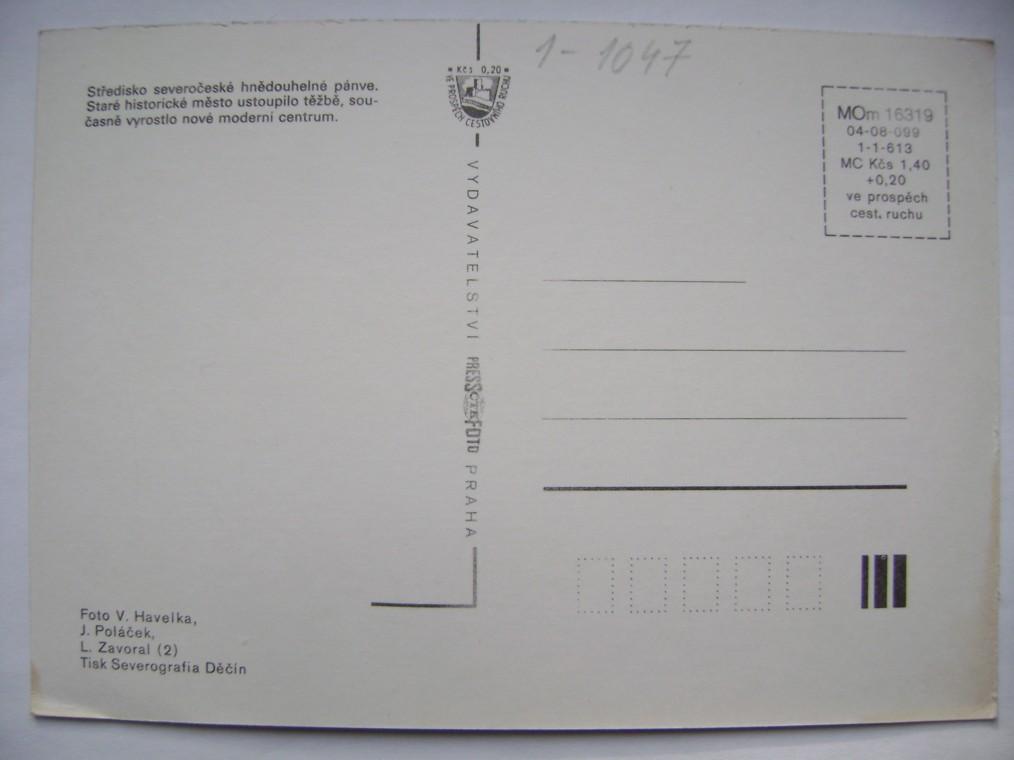 1-1047
Středisko severočeské hnědouhelné pánve.
Staré historické město ustoupilo těžbě, sou-
časně vyrostlo nové moderní centrum.
Kčs 0,20
VE PROSPĚCH CESTOVNÍHO RUCHU
VYDAVATELSTVÍ PRESSFOTO PRAHA
ČTK
MOm 16319
04-08-099
1-1-613
MC Kčs 1,40
+0,20
ve prospěch
cest. ruchu
Foto V. Havelka,
J. Poláček,
L. Zavoral (2)
Tisk Severografia Děčín